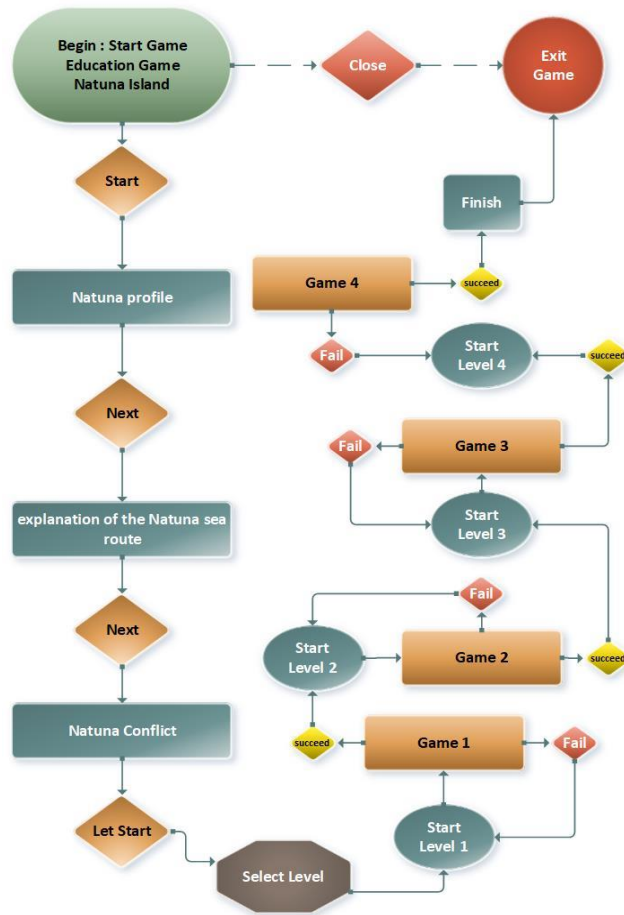 Begin : Start Game
Education Game
Natuna Island
Close
Exit
Game
Start
Finish
Natuna profile
Game 4
succeed
Fail
Start
Level 4
succeed
Next
Fail
Game 3
explanation of the Natuna sea
route
Start
Level 3
Fail
Next
Start
Level 2
Game 2
succeed
Natuna Conflict
succeed
Game 1
Fail
Let Start
Start
Level 1
Select Level